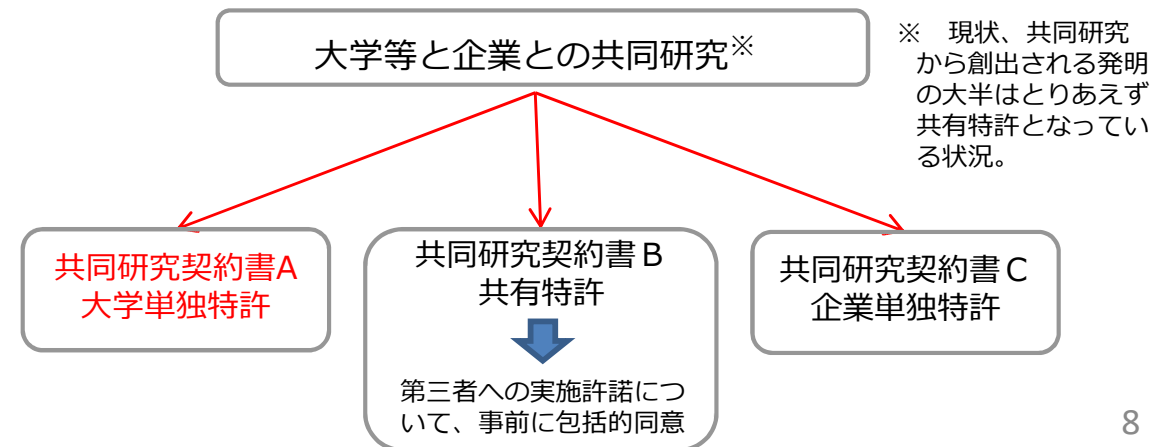 大学等と企業との共同研究※
※　現状、共同研究
から創出される発明
の大半はとりあえず
共有特許となってい
る状況。
共同研究契約書A
大学単独特許
共同研究契約書Ｂ
共有特許
第三者への実施許諾につ
いて、事前に包括的同意
共同研究契約書Ｃ
企業単独特許
8